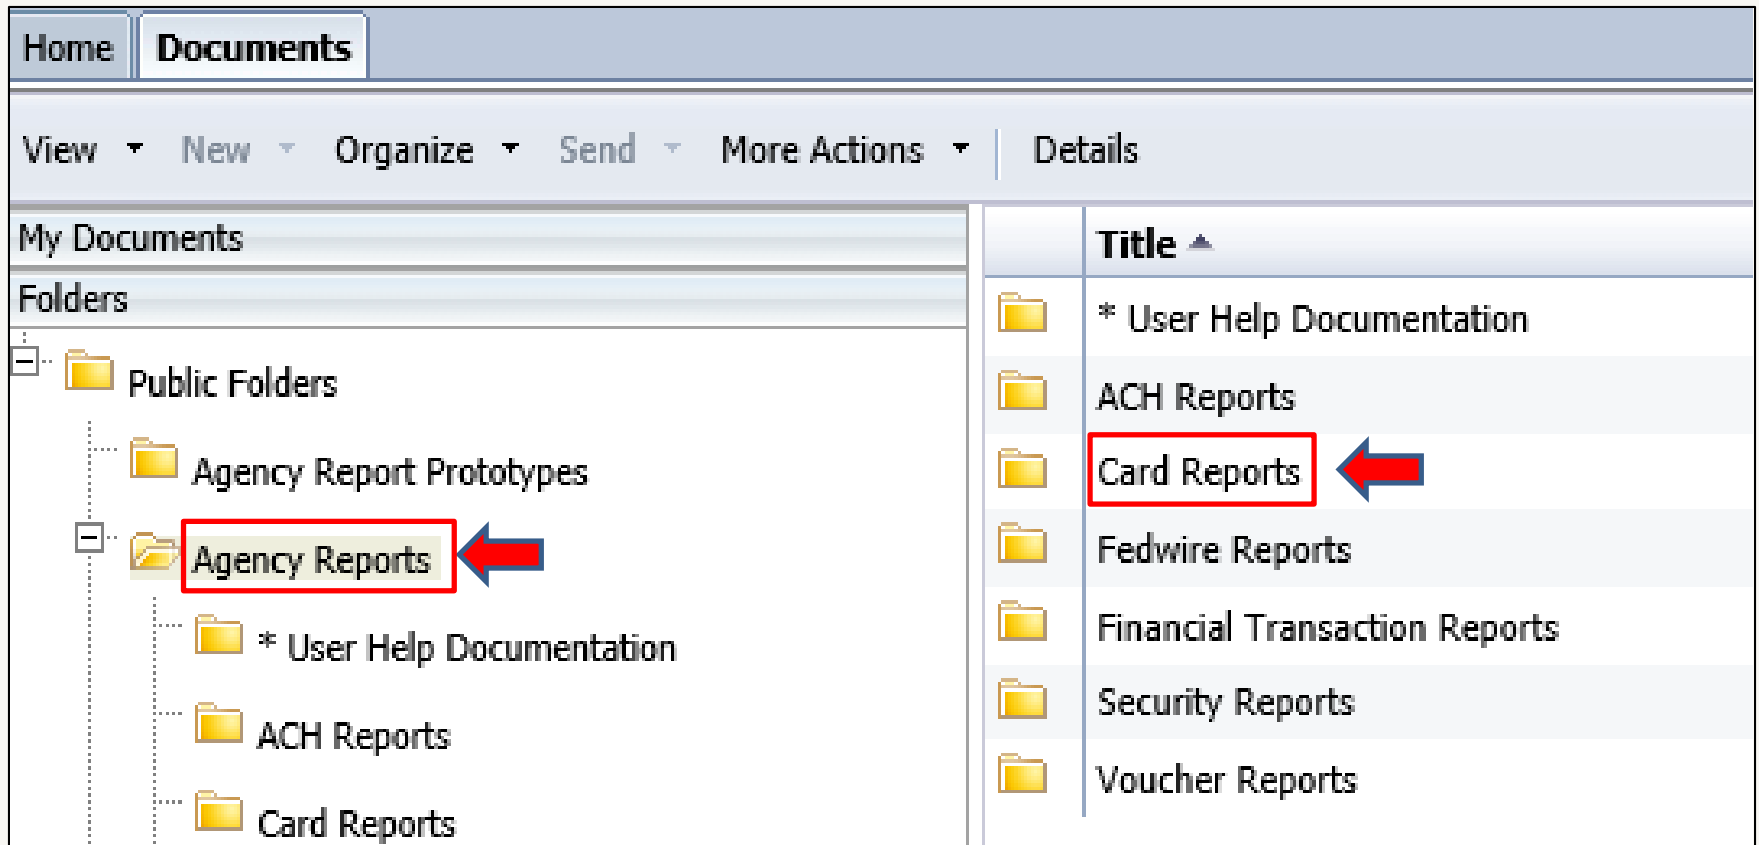 Home Documents
View New Organize Send More Actions Details
My Documents
Folders
Public Folders
Agency Report Prototypes
Agency Reports
* User Help Documentation
ACH Reports
Card Reports
Title
* User Help Documentation
ACH Reports
Card Reports
Fedwire Reports
Financial Transaction Reports
Security Reports
Voucher Reports